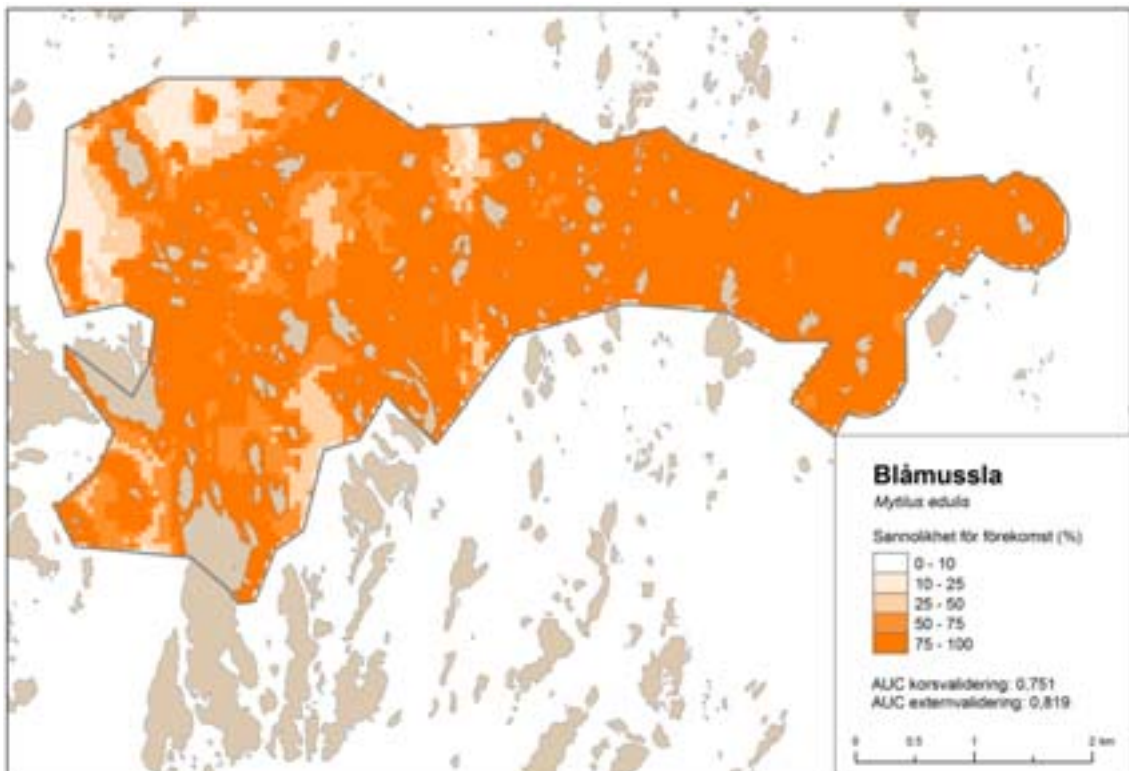 Blåmussla
Mytilus edulis
Sannolikhet för förekomst (%)
0 - 10
10 - 25
25 - 50
50 - 75
75 - 100
AUC korsvalidering: 0,751
AUC externvalidering: 0,819
0 0.5 1 2 km